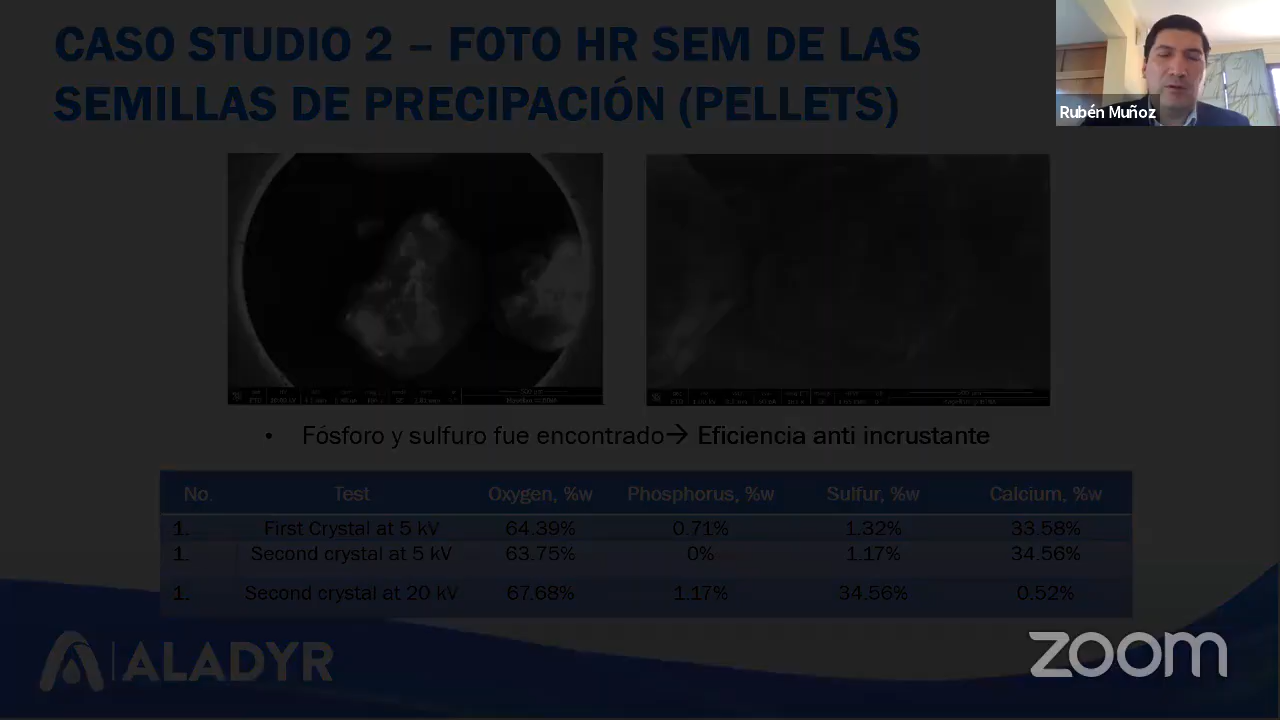 CASO STUDIO 2 – FOTO HR SEM DE LAS
SEMILLAS DE PRECIPACIÓN (PELLETS)
Rubén Muñoz
• Fósforo y sulfuro fue encontrado→ Eficiencia anti incrustante
No. Test Oxygen, %w Phosphorus, %w Sulfur, %w Calcium, %w
1. First Crystal at 5 kV 64.39% 0.71% 1.32% 33.58%
1. Second crystal at 5 kV 63.75% 0% 1.17% 34.56%
1. Second crystal at 20 kV 67.68% 1.17% 34.56% 0.52%
ALADYR
zoom